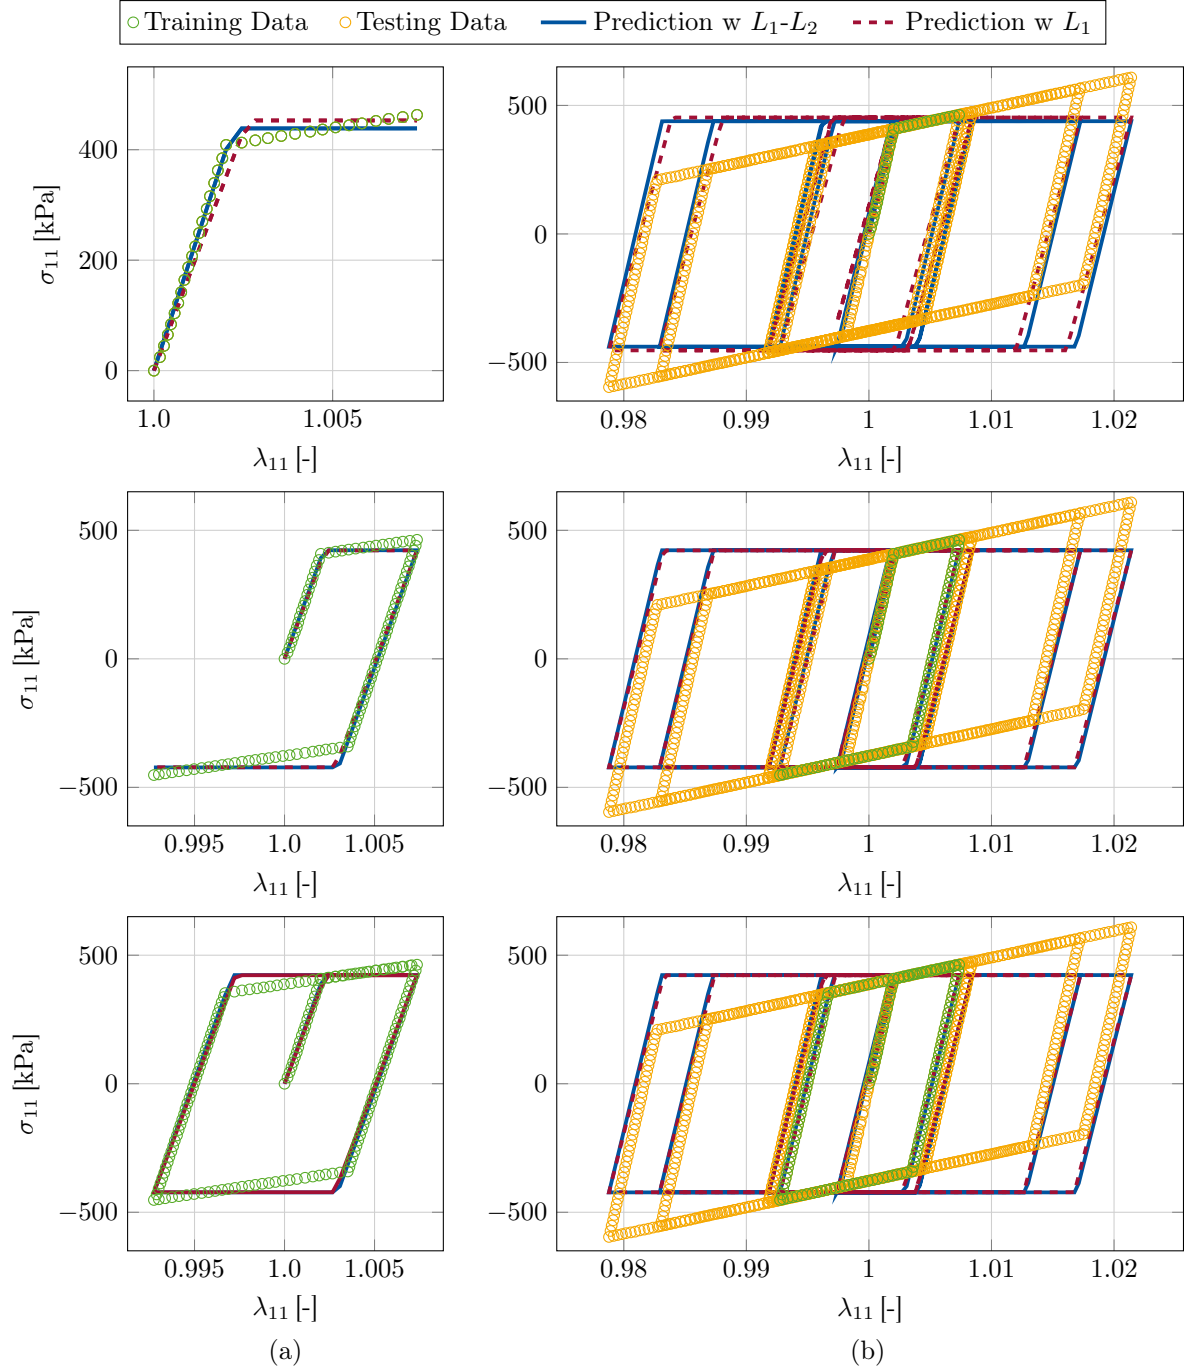 Training Data Testing Data Prediction w L₁-L₂ Prediction w L₁
σ₁₁ [kPa]
400
200
0
1.0 1.005
λ₁₁ [-]
500
0
−500
0.98 0.99 1 1.01 1.02
λ₁₁ [-]
σ₁₁ [kPa]
500
0
−500
0.995 1.0 1.005
λ₁₁ [-]
500
0
−500
0.98 0.99 1 1.01 1.02
λ₁₁ [-]
σ₁₁ [kPa]
500
0
−500
0.995 1.0 1.005
λ₁₁ [-]
(a)
500
0
−500
0.98 0.99 1 1.01 1.02
λ₁₁ [-]
(b)